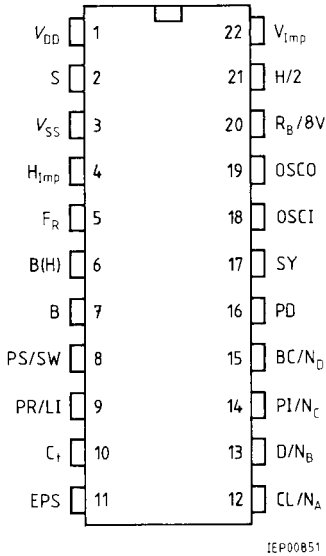 V_DD 1 22 V_Imp
S 2 21 H/2
V_SS 3 20 R_B/8V
H_Imp 4 19 OSCO
F_R 5 18 OSCI
B(H) 6 17 SY
B 7 16 PD
PS/SW 8 15 BC/N_D
PR/LI 9 14 PI/N_C
C_t 10 13 D/N_B
EPS 11 12 CL/N_A
IEP00851